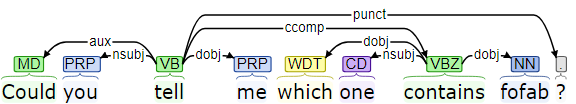 punct
ccomp
aux nsubj dobj dobj nsubj dobj
MD PRP VB PRP WDT CD VBZ NN .
Could you tell me which one contains fofab ?